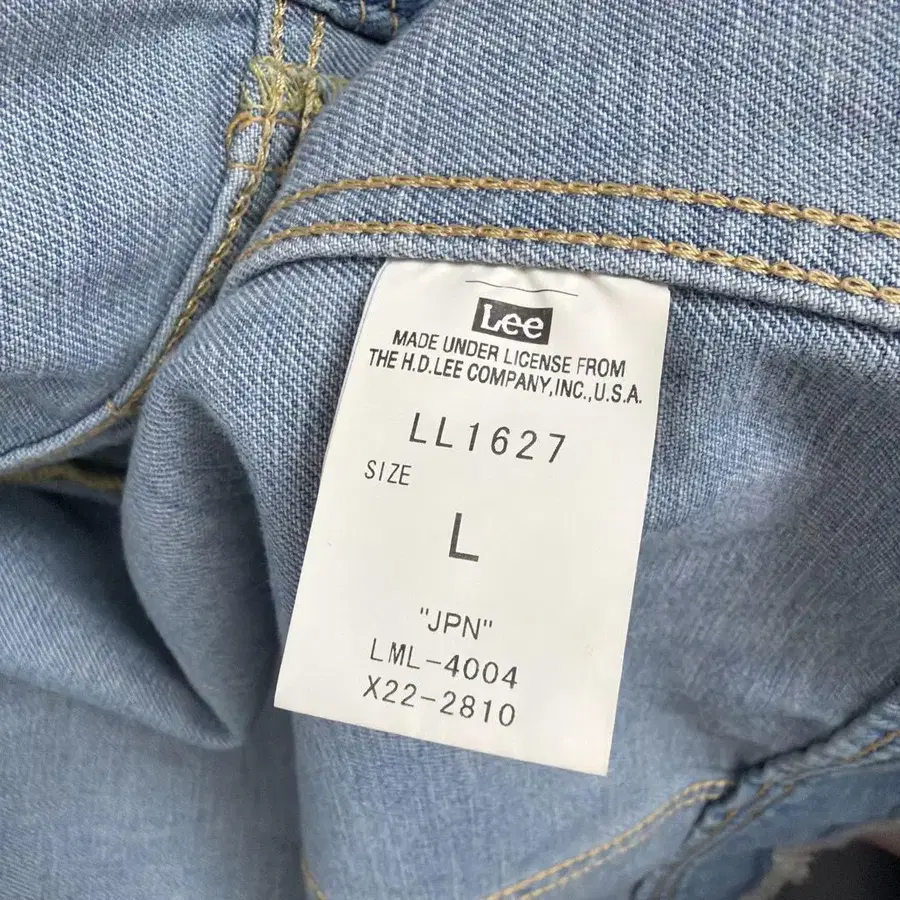 Lee
MADE UNDER LICENSE FROM
THE H.D.LEE COMPANY,INC.,U.S.A.
LL1627
SIZE
L
"JPN"
LML-4004
X22-2810